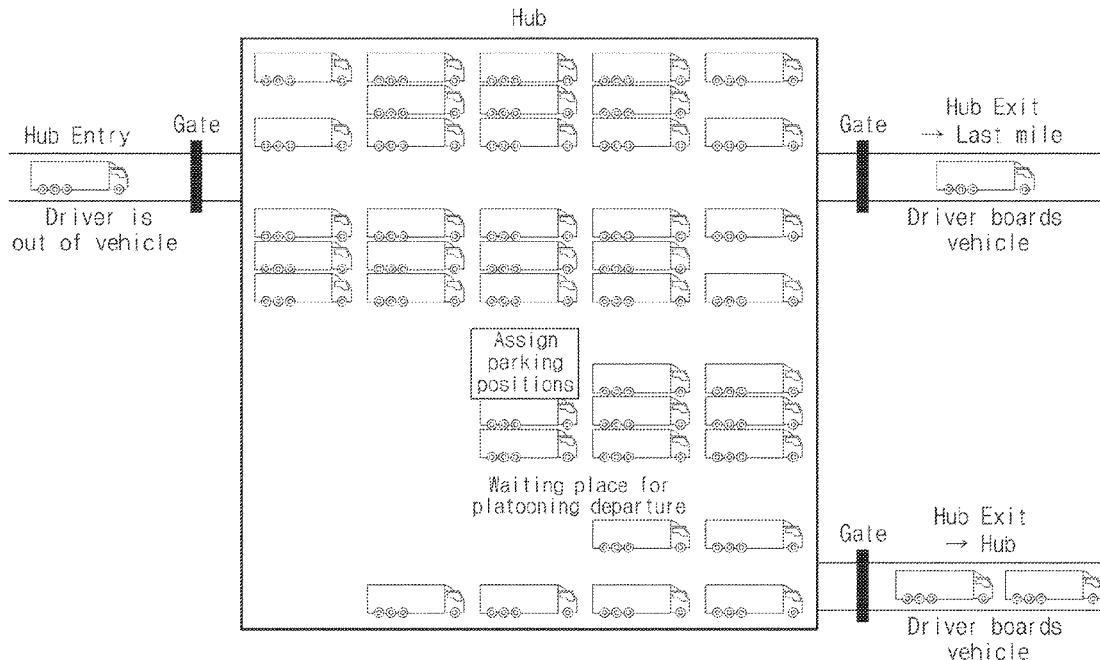 Hub
Gate
Hub Entry
Driver is
out of vehicle
Gate
Hub Exit
→ Last mile
Driver boards
vehicle
Assign
parking
positions
Waiting place for
platooning departure
Gate
Hub Exit
→ Hub
Driver boards
vehicle